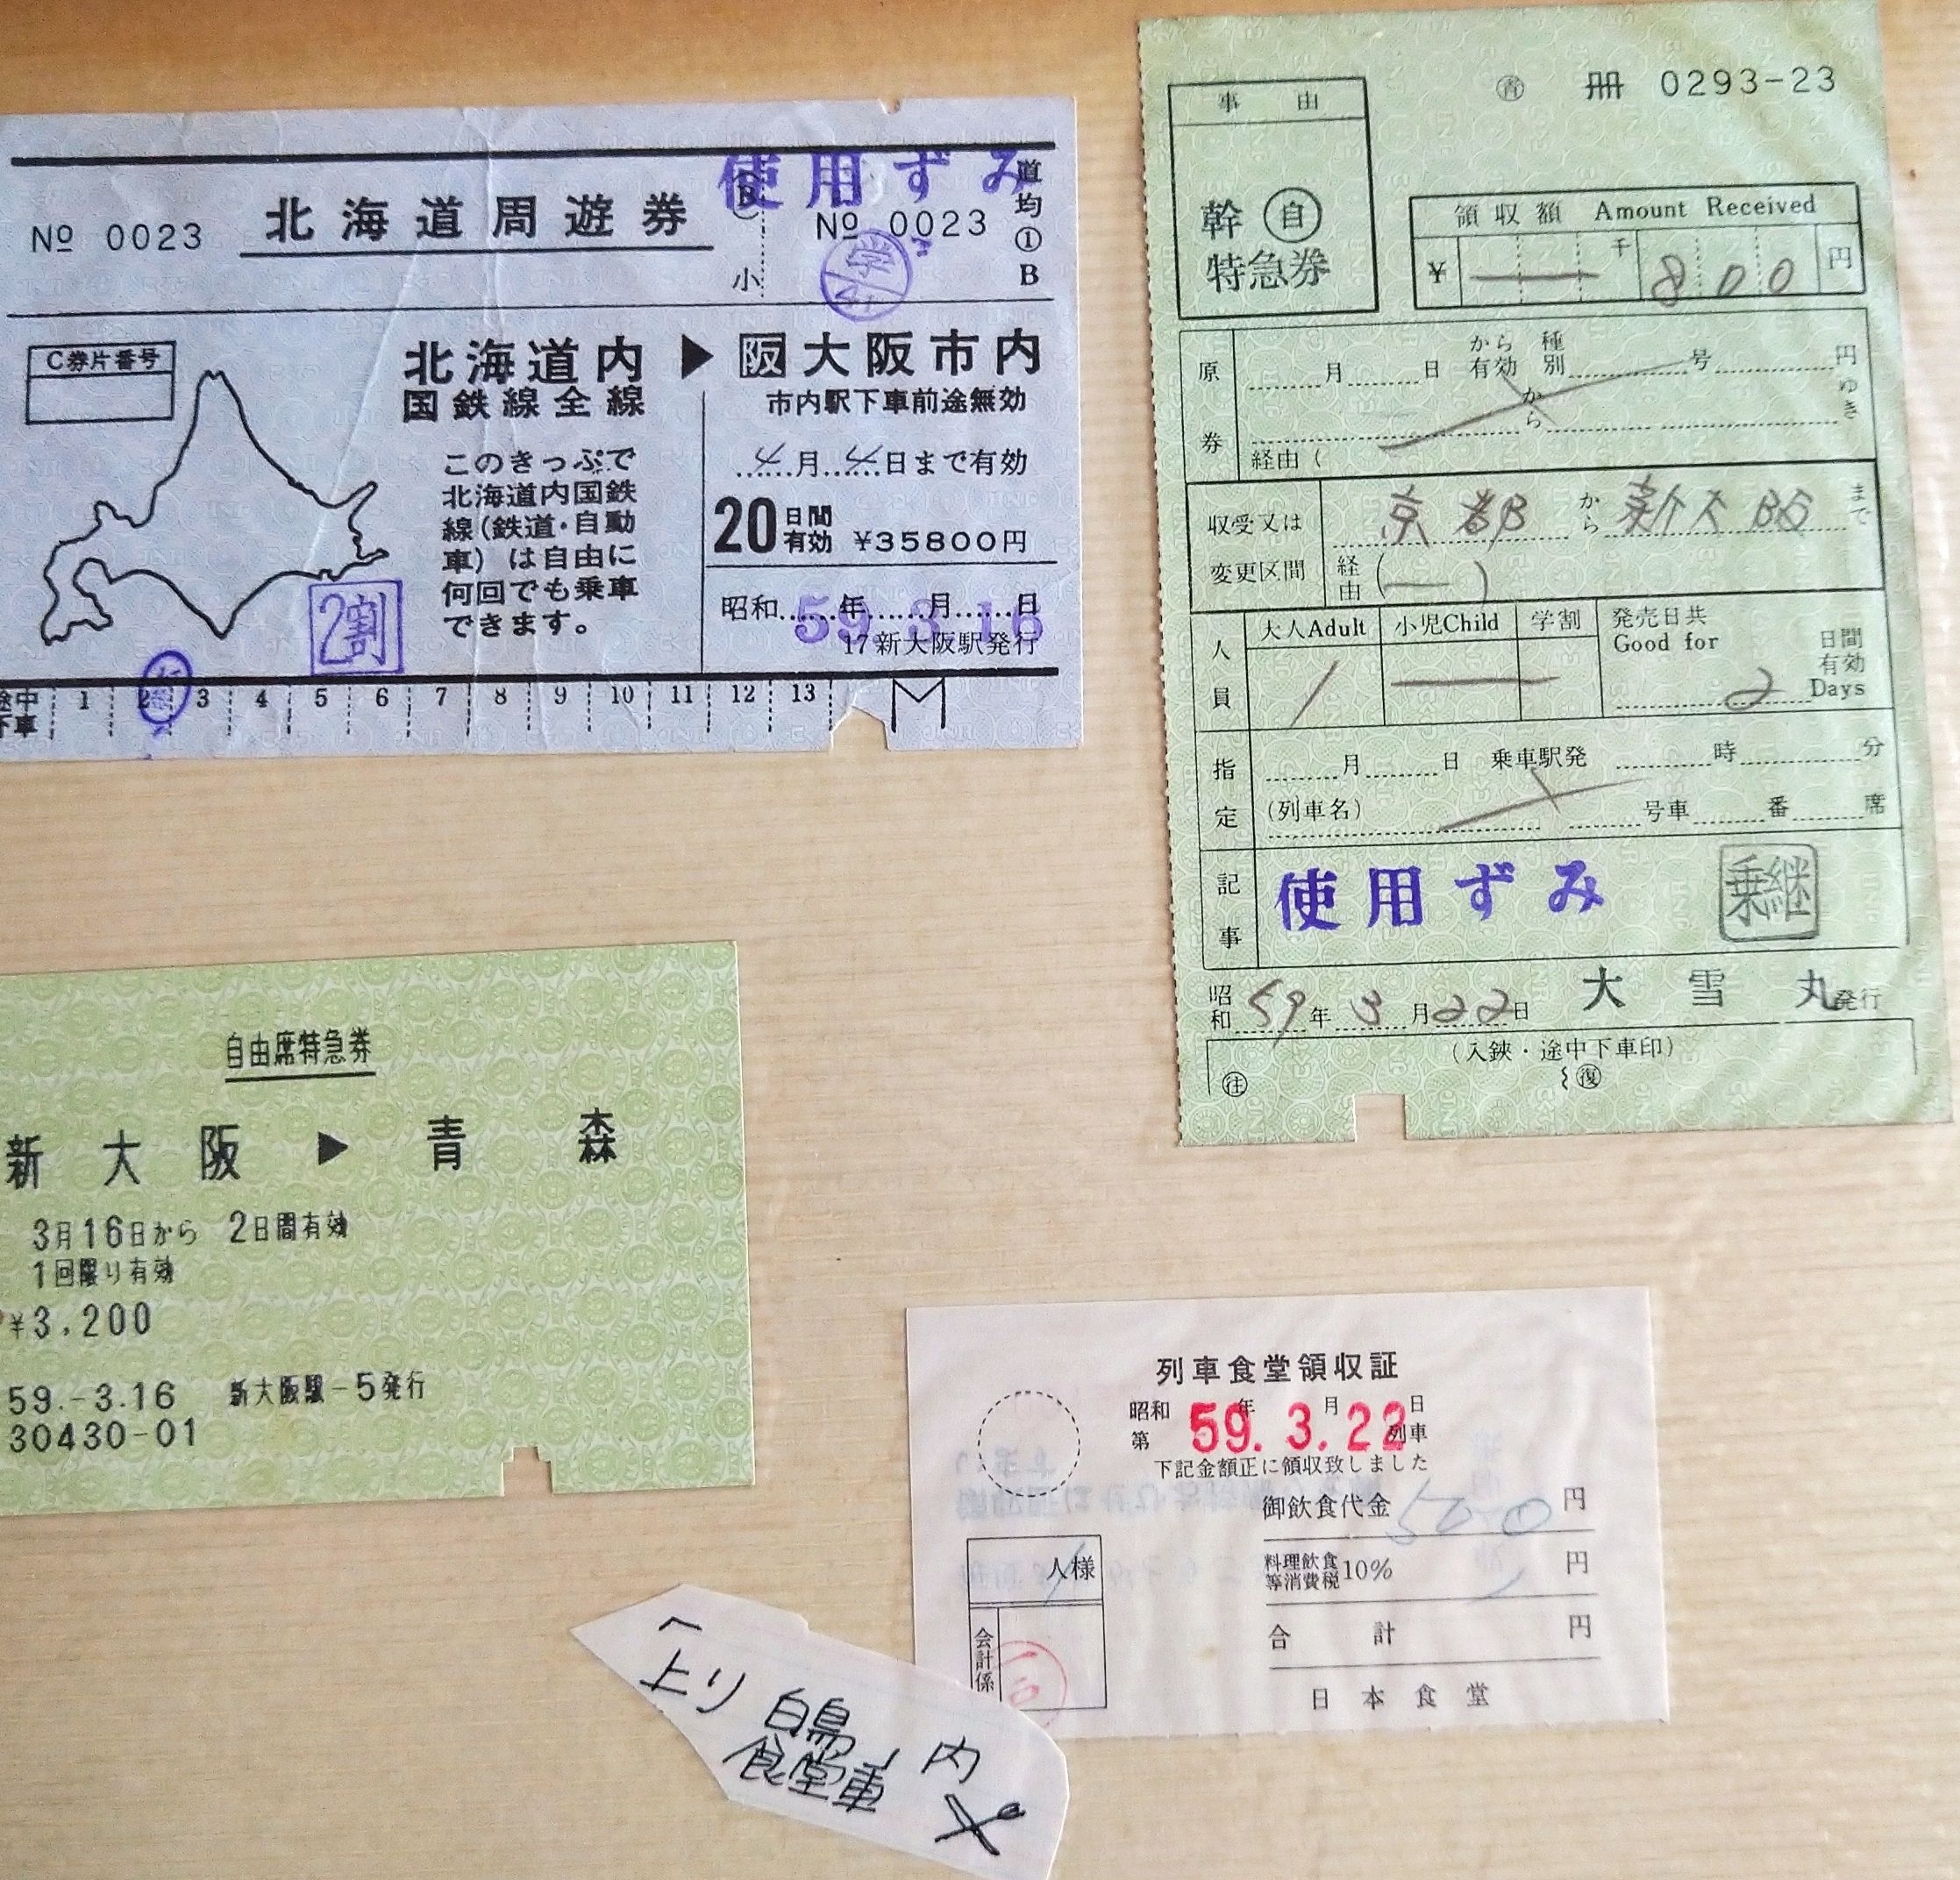 No 0023 北海道周遊券
使用ずみ
B
小
No 0023
学
道均①B
C券片番号
北海道内▶阪大阪市内
国鉄線全線
市内駅下車前途無効
このきっぷで
北海道内国鉄
線(鉄道・自動
車)は自由に
何回でも乗車
できます。
4月4日まで有効
20日間有効 ¥35800円
昭和59年3月16日
17新大阪駅発行
2割
途中下車 1 2 3 4 5 6 7 8 9 10 11 12 13
自由席特急券
新大阪▶青森
3月16日から 2日間有効
1回限り有効
¥3,200
59.-3.16 新大阪駅-5発行
30430-01
0293-23
事由
幹自
特急券
領収額 Amount Received
¥ 千 800 円
原券
月 日 から有効 種別 号 円
から ゆき
経由(
収受又は
変更区間
京都から新大阪まで
経由(—)
人員
大人Adult 小児Child 学割
1
発売日共
Good for
2
日間
有効
Days
指定
月 日 乗車駅発 時 分
(列車名) 号車 番 席
記事
使用ずみ 乗継
昭和59年3月22日 大雪丸発行
(入鋏・途中下車印)
往 復
列車食堂領収証
昭和 59年3月22日
第 列車
下記金額正に領収致しました
御飲食代金 500円
料理飲食等消費税10% 円
合計 円
日本食堂
人様
会計係
上り 白鳥
食堂車 内